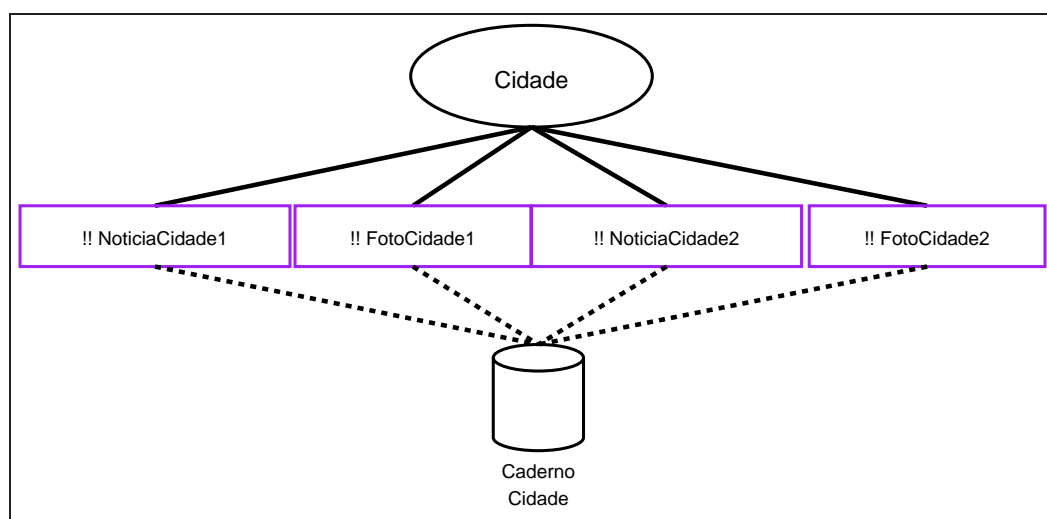 Cidade
!! NoticiaCidade1
!! FotoCidade1
!! NoticiaCidade2
!! FotoCidade2
Caderno
Cidade